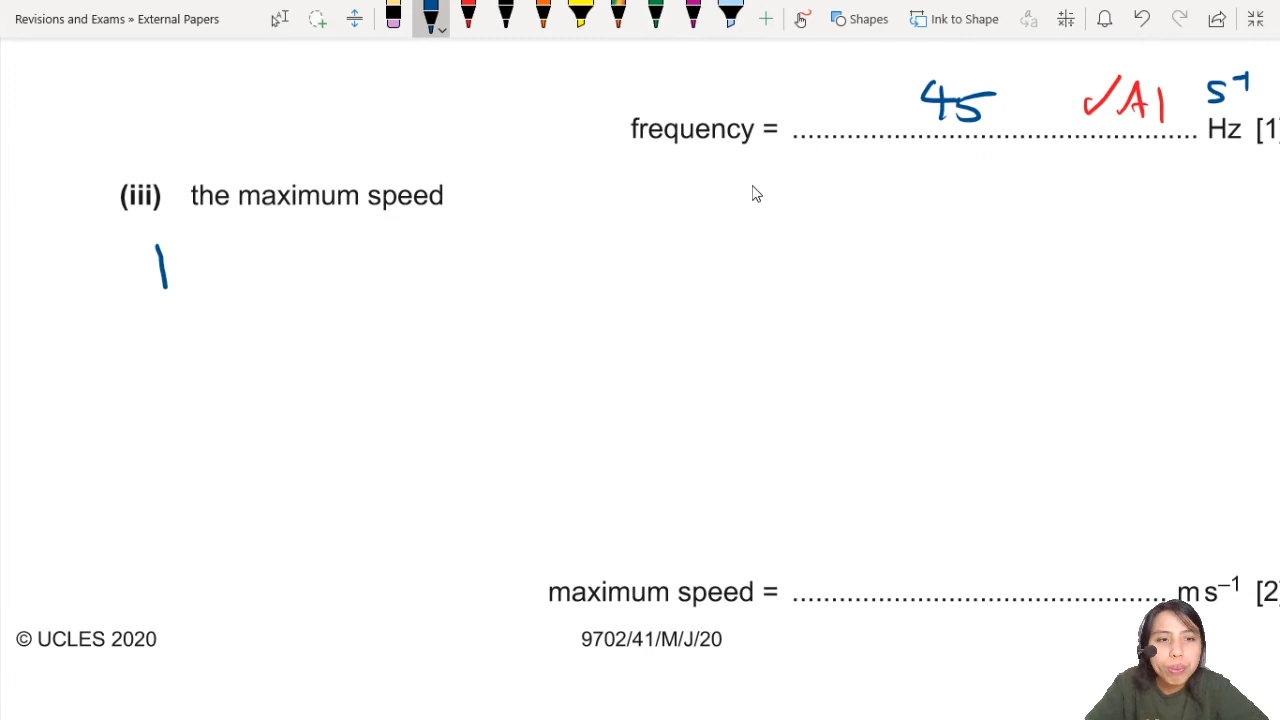 Revisions and Exams » External Papers
Shapes
Ink to Shape
45 ✓A1 s⁻¹
frequency = .................................................... Hz [1]
(iii) the maximum speed
maximum speed = ................................................ m s⁻¹ [2]
© UCLES 2020
9702/41/M/J/20